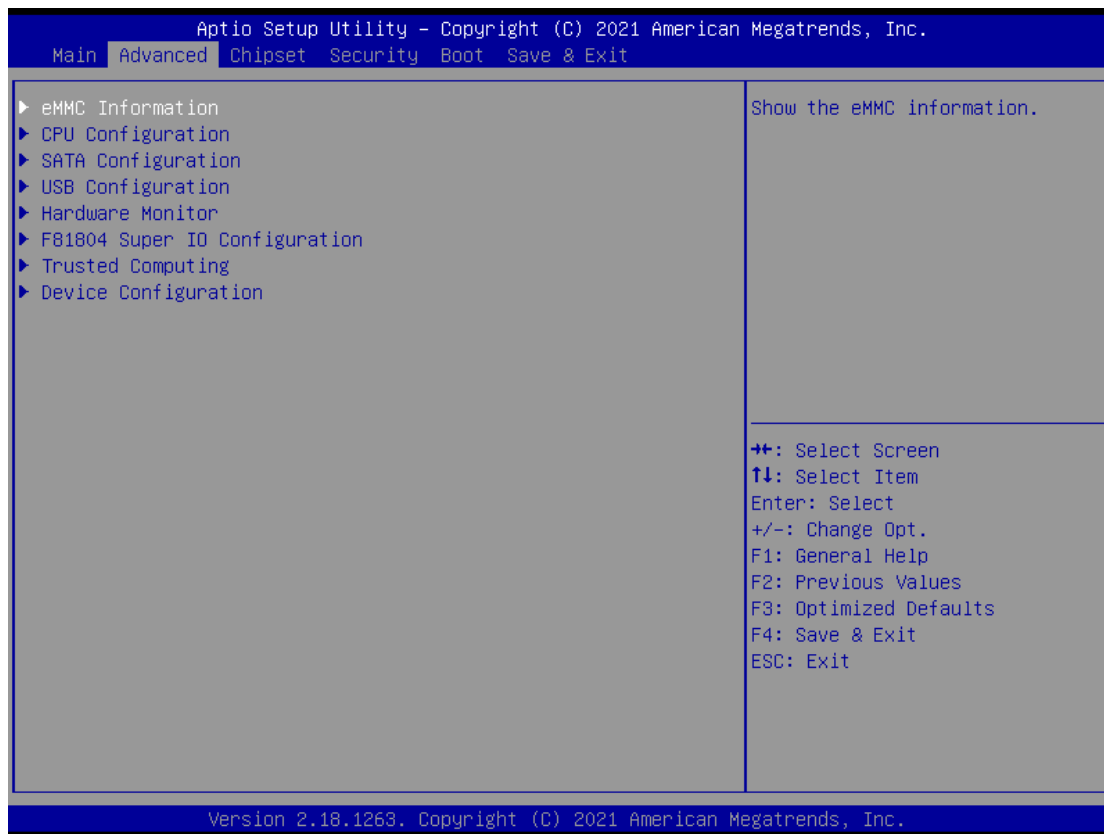 Aptio Setup Utility – Copyright (C) 2021 American Megatrends, Inc.
Main Advanced Chipset Security Boot Save & Exit
▶ eMMC Information
▶ CPU Configuration
▶ SATA Configuration
▶ USB Configuration
▶ Hardware Monitor
▶ F81804 Super IO Configuration
▶ Trusted Computing
▶ Device Configuration
Show the eMMC information.
→←: Select Screen
↑↓: Select Item
Enter: Select
+/-: Change Opt.
F1: General Help
F2: Previous Values
F3: Optimized Defaults
F4: Save & Exit
ESC: Exit
Version 2.18.1263. Copyright (C) 2021 American Megatrends, Inc.